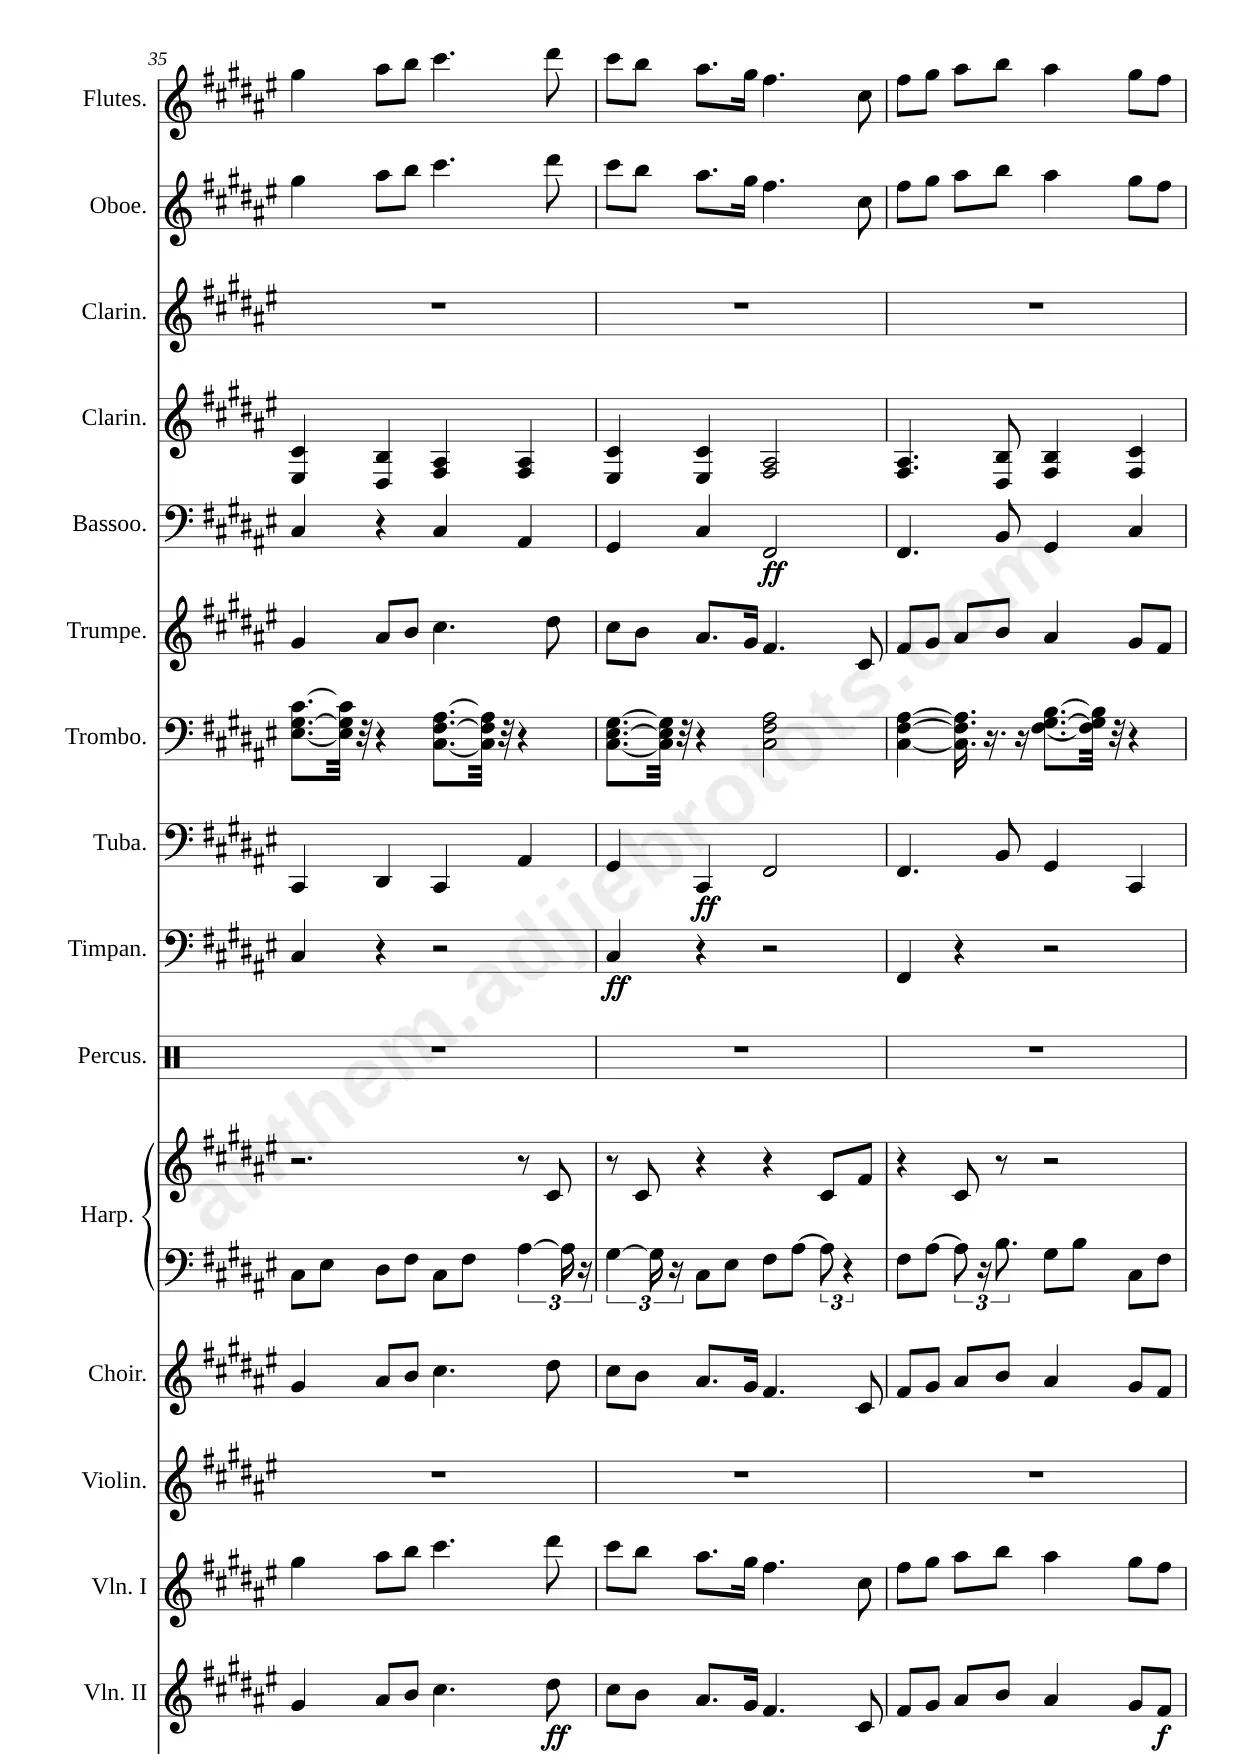 35
Flutes.
Oboe.
Clarin.
Clarin.
Bassoo.
ff
Trumpe.
Trombo.
Tuba.
ff
Timpan.
ff
Percus.
Harp.
3 3 3 3
Choir.
Violin.
Vln. I
Vln. II
ff f
anthem.adjiebrotots.com